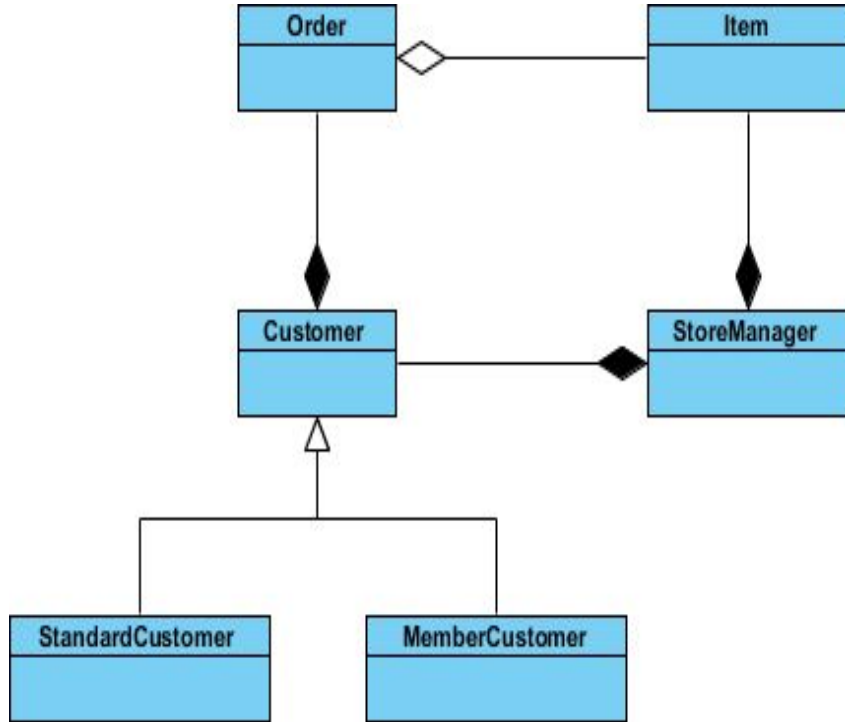 Order
Item
Customer
StoreManager
StandardCustomer
MemberCustomer